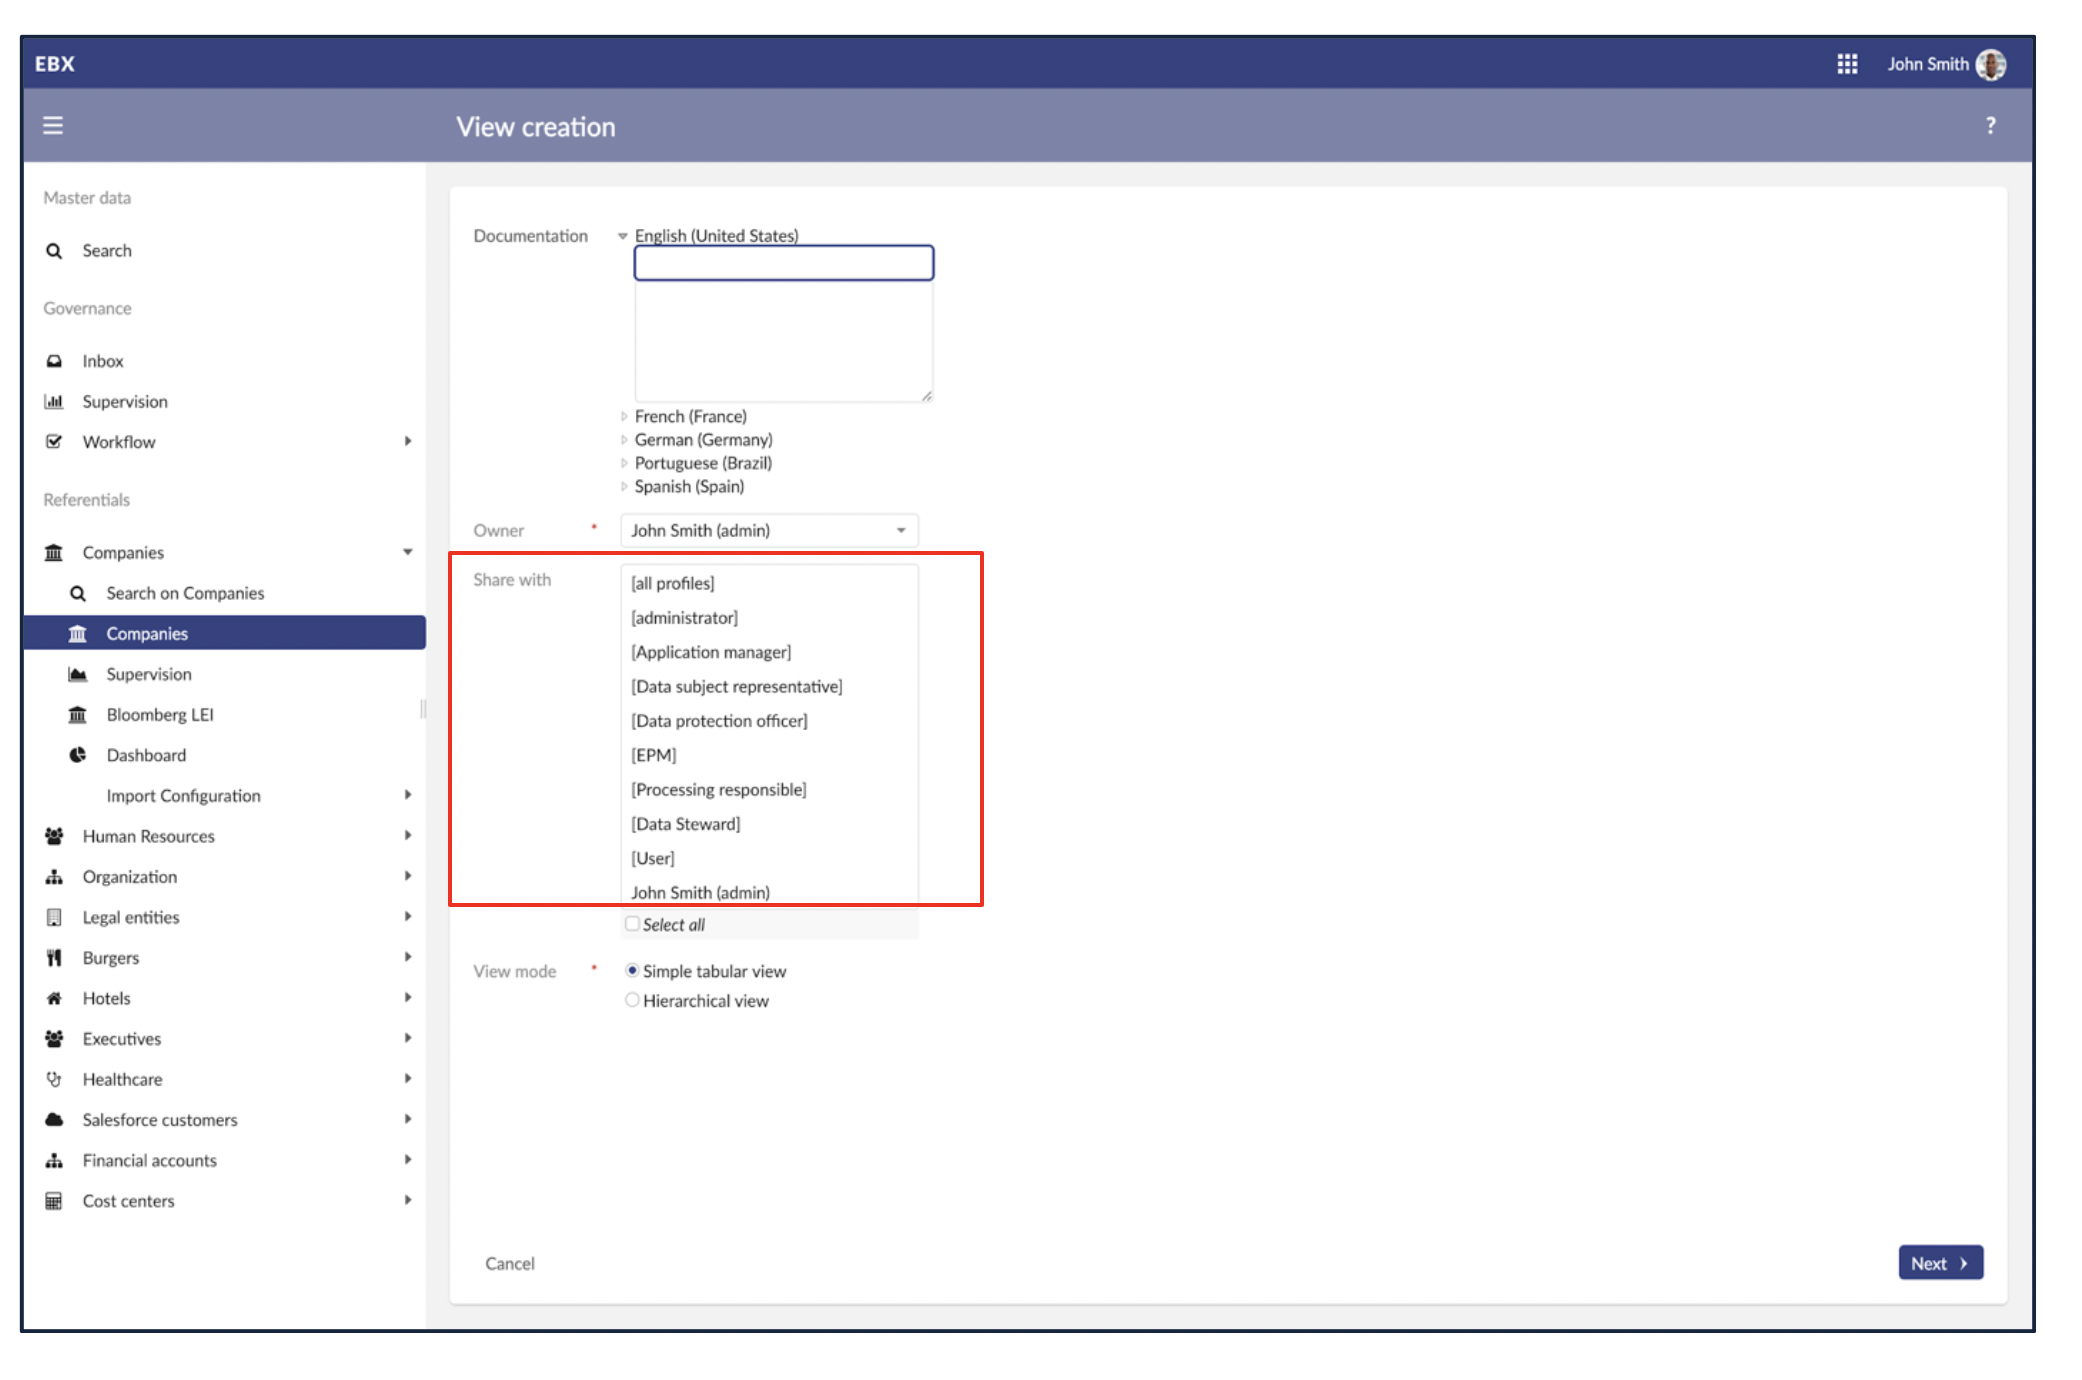 EBX
John Smith
View creation
?
Master data
Search
Governance
Inbox
Supervision
Workflow
Referentials
Companies
Search on Companies
Companies
Supervision
Bloomberg LEI
Dashboard
Import Configuration
Human Resources
Organization
Legal entities
Burgers
Hotels
Executives
Healthcare
Salesforce customers
Financial accounts
Cost centers
Documentation
English (United States)
French (France)
German (Germany)
Portuguese (Brazil)
Spanish (Spain)
Owner * John Smith (admin)
Share with
[all profiles]
[administrator]
[Application manager]
[Data subject representative]
[Data protection officer]
[EPM]
[Processing responsible]
[Data Steward]
[User]
John Smith (admin)
Select all
View mode * Simple tabular view
Hierarchical view
Cancel
Next